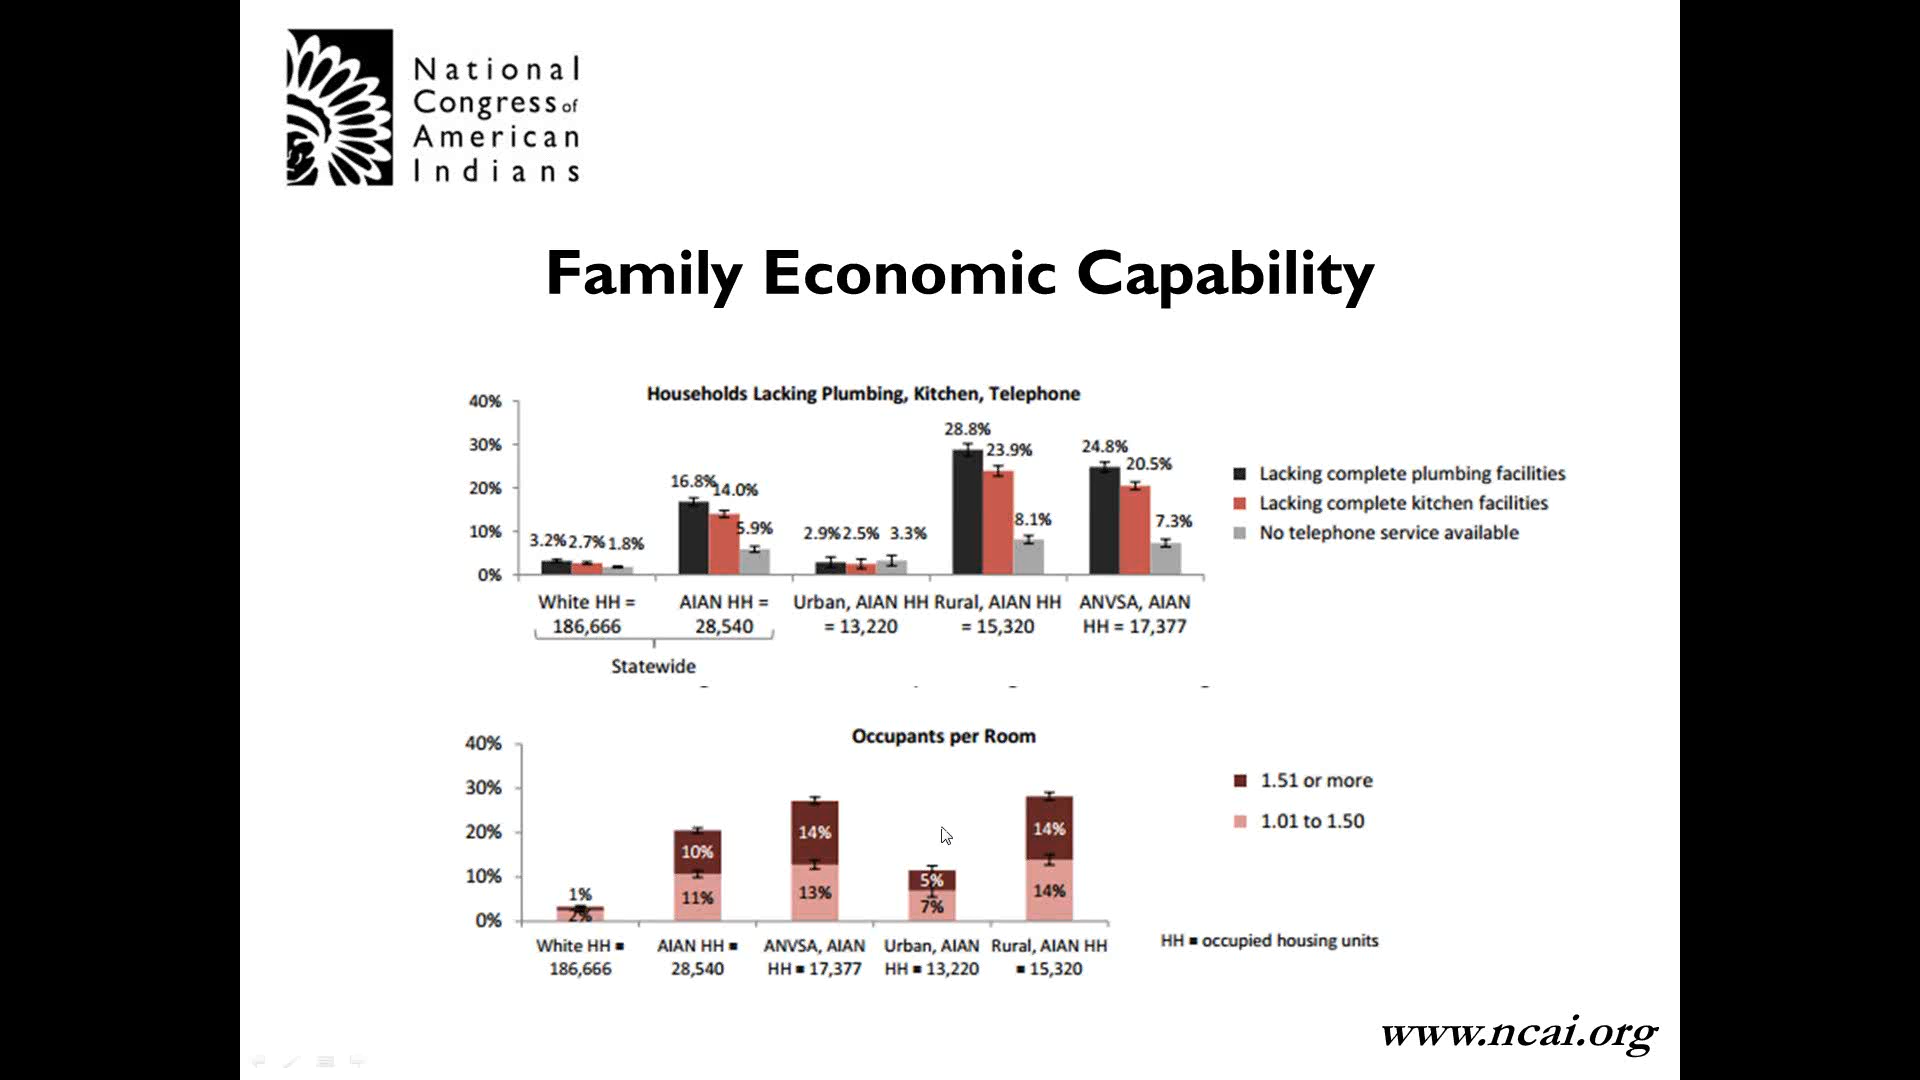 National
Congress of
American
Indians
Family Economic Capability
Households Lacking Plumbing, Kitchen, Telephone
40%
30%
20%
10%
0%
3.2% 2.7% 1.8%
16.8% 14.0% 5.9%
2.9% 2.5% 3.3%
28.8% 23.9% 8.1%
24.8% 20.5% 7.3%
White HH =
186,666
AIAN HH =
28,540
Urban, AIAN HH
= 13,220
Rural, AIAN HH
= 15,320
ANVSA, AIAN
HH = 17,377
Statewide
Lacking complete plumbing facilities
Lacking complete kitchen facilities
No telephone service available
Occupants per Room
40%
30%
20%
10%
0%
1%
2%
10%
11%
14%
13%
5%
7%
14%
14%
White HH =
186,666
AIAN HH =
28,540
ANVSA, AIAN
HH = 17,377
Urban, AIAN
HH = 13,220
Rural, AIAN HH
= 15,320
1.51 or more
1.01 to 1.50
HH = occupied housing units
www.ncai.org